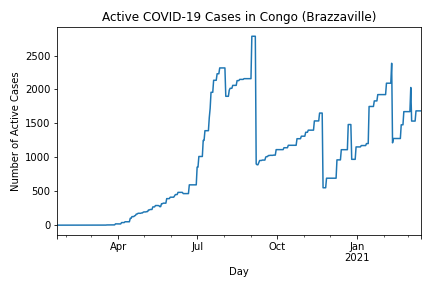 Active COVID-19 Cases in Congo (Brazzaville)
Number of Active Cases
2500
2000
1500
1000
500
0
Apr
Jul
Oct
Jan
2021
Day